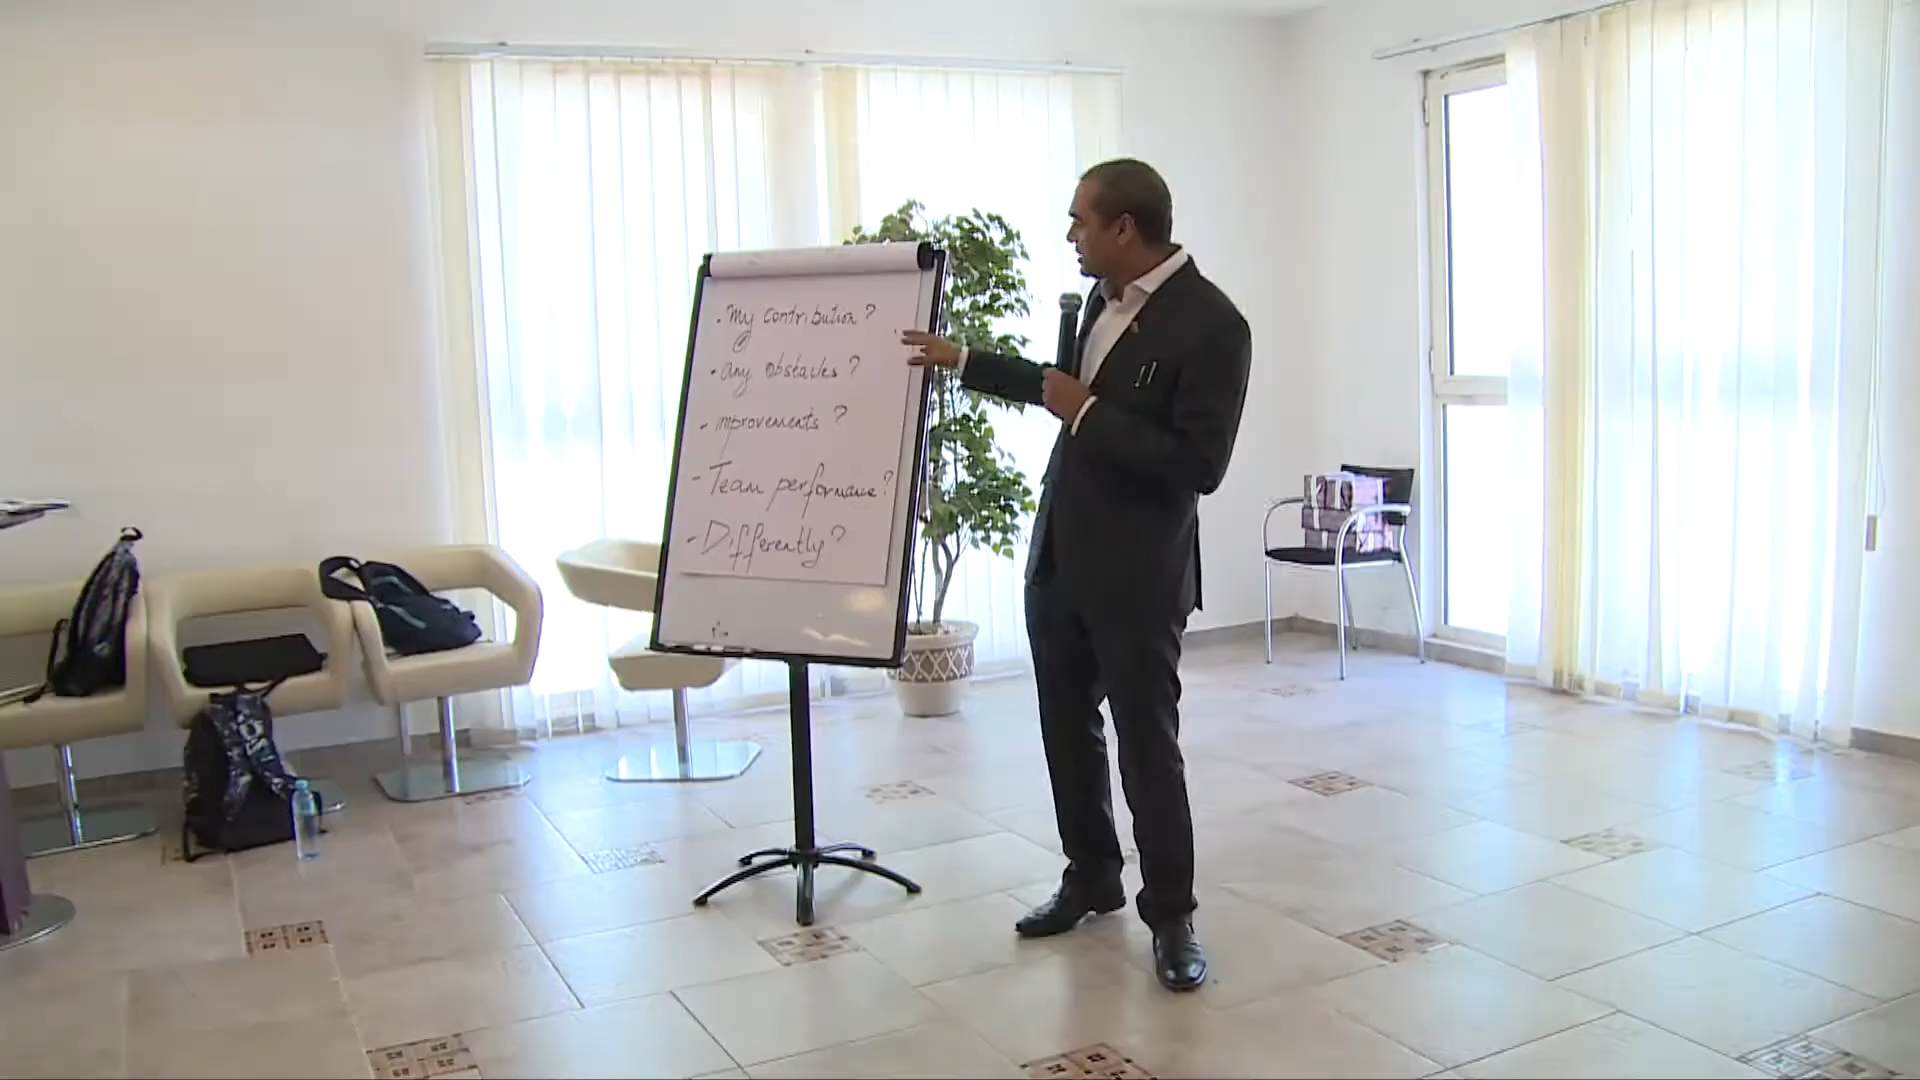 . My contribution ?
• Any obstacles ?
- improvements ?
- Team performance ?
- Differently ?